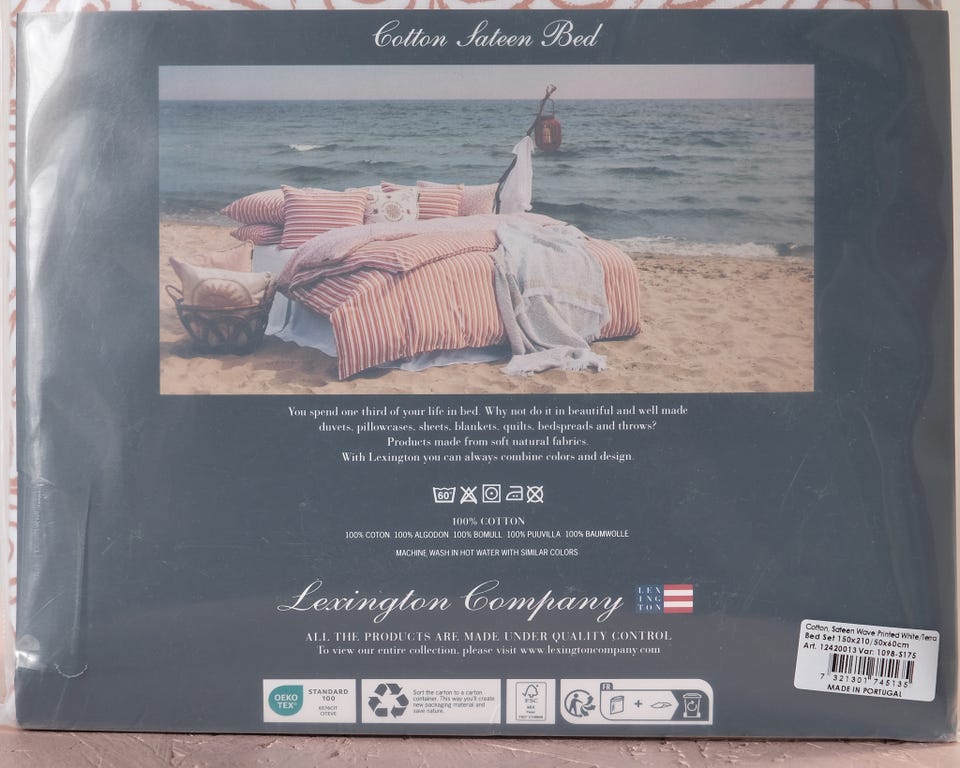 Cotton Sateen Bed
You spend one third of your life in bed. Why not do it in beautiful and well made
duvets, pillowcases, sheets, blankets, quilts, bedspreads and throws?
Products made from soft natural fabrics.
With Lexington you can always combine colors and design.
60°
100% COTTON
100% COTON 100% ALGODON 100% BOMULL 100% PUUVILLA 100% BAUMWOLLE
MACHINE WASH IN HOT WATER WITH SIMILAR COLORS
Lexington Company
LEX
ING
TON
ALL THE PRODUCTS ARE MADE UNDER QUALITY CONTROL
To view our entire collection, please visit www.lexingtoncompany.com
Cotton, Sateen Wave Printed White/Terra
Bed Set 150x210/50x60cm
Art. 12420013 Var: 1098-S175
7 321301 745135
MADE IN PORTUGAL
OEKO
TEX®
STANDARD
100
CITEVE
Sort the carton to a carton
container. This way you'll create
new packaging material and
save nature.
FSC
MIX
FR
+